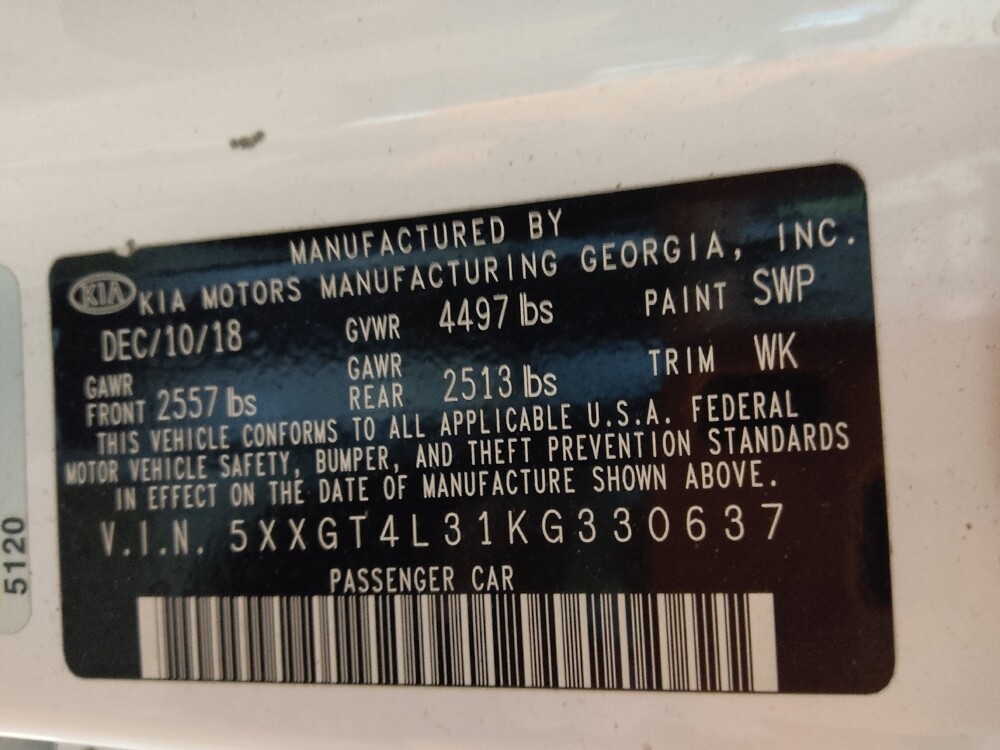 MANUFACTURED BY
KIA KIA MOTORS MANUFACTURING GEORGIA, INC.
DEC/10/18 GVWR 4497 lbs PAINT SWP
GAWR FRONT 2557 lbs GAWR REAR 2513 lbs TRIM WK
THIS VEHICLE CONFORMS TO ALL APPLICABLE U.S.A. FEDERAL
MOTOR VEHICLE SAFETY, BUMPER, AND THEFT PREVENTION STANDARDS
IN EFFECT ON THE DATE OF MANUFACTURE SHOWN ABOVE.
V.I.N. 5XXGT4L31KG330637
PASSENGER CAR
5120